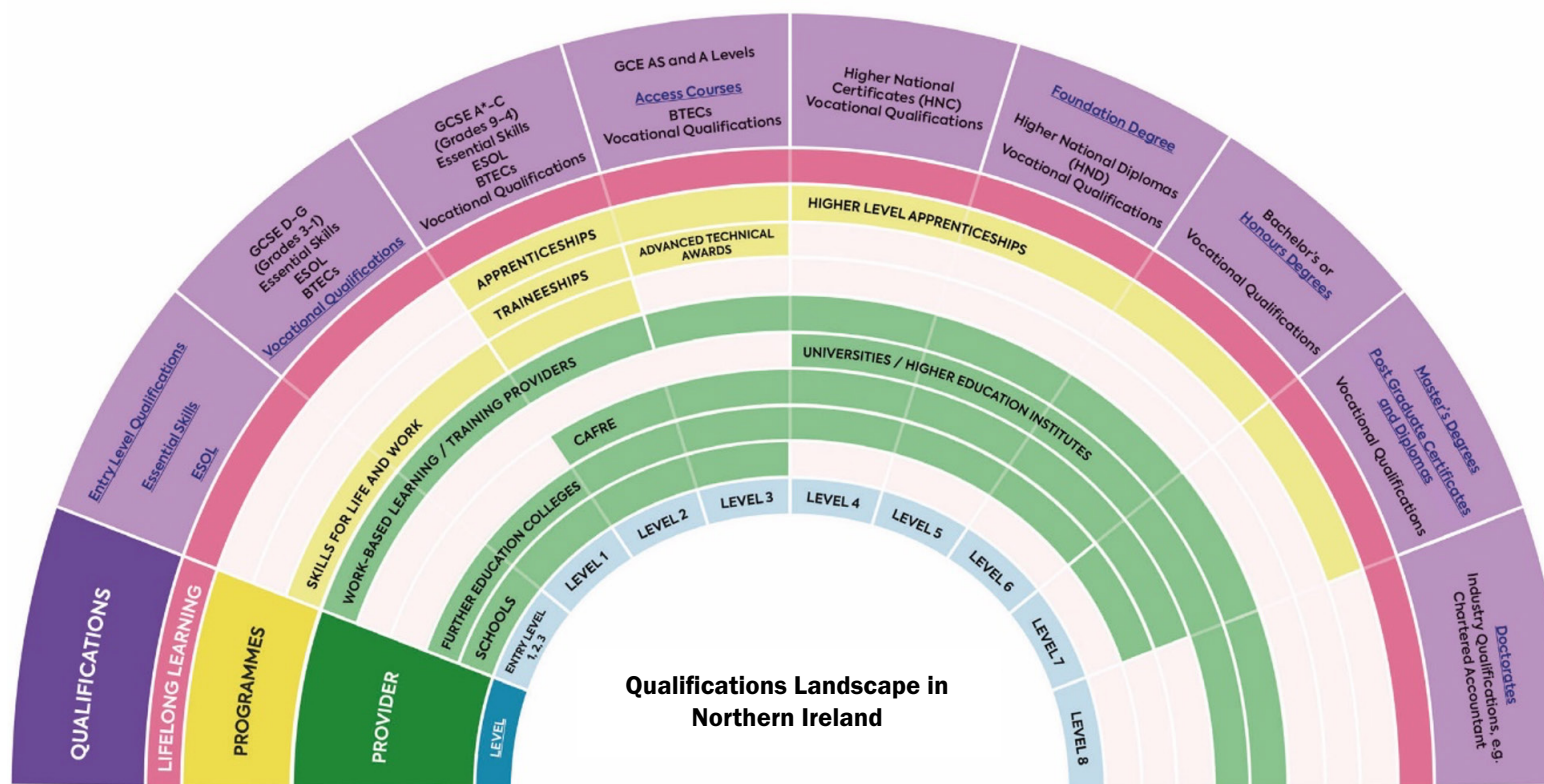 QUALIFICATIONS
LIFELONG LEARNING
PROGRAMMES
PROVIDER
LEVEL
Entry Level Qualifications
Essential Skills
ESOL
GCSE D–G
(Grades 3–1)
Essential Skills
ESOL
BTECs
Vocational Qualifications
GCSE A*–C
(Grades 9–4)
Essential Skills
ESOL
BTECs
Vocational Qualifications
GCE AS and A Levels
Access Courses
BTECs
Vocational Qualifications
Higher National
Certificates (HNC)
Vocational Qualifications
Foundation Degree
Higher National Diplomas
(HND)
Vocational Qualifications
Bachelor's or
Honours Degrees
Vocational Qualifications
Master's Degrees
Post Graduate Certificates
and Diplomas
Vocational Qualifications
Doctorates
Industry Qualifications, e.g.
Chartered Accountant
APPRENTICESHIPS
HIGHER LEVEL APPRENTICESHIPS
TRAINEESHIPS
ADVANCED TECHNICAL
AWARDS
SKILLS FOR LIFE AND WORK
WORK-BASED LEARNING / TRAINING PROVIDERS
UNIVERSITIES / HIGHER EDUCATION INSTITUTES
CAFRE
FURTHER EDUCATION COLLEGES
SCHOOLS
ENTRY LEVEL
1, 2, 3
LEVEL 1
LEVEL 2
LEVEL 3
LEVEL 4
LEVEL 5
LEVEL 6
LEVEL 7
LEVEL 8
Qualifications Landscape in
Northern Ireland